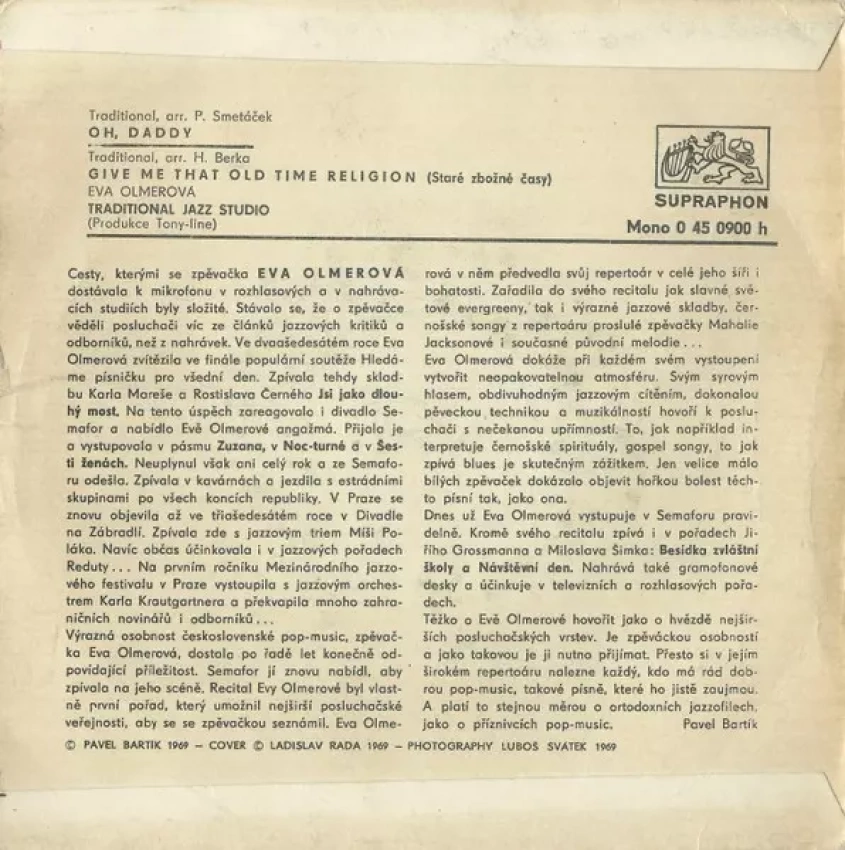 Traditional, arr. P. Smetáček
OH, DADDY
Traditional, arr. H. Berka
GIVE ME THAT OLD TIME RELIGION (Staré zbožné časy)
EVA OLMEROVÁ
TRADITIONAL JAZZ STUDIO
(Produkce Tony-line)
SUPRAPHON
Mono 0 45 0900 h
Cesty, kterými se zpěvačka EVA OLMEROVÁ
dostávala k mikrofonu v rozhlasových a v nahráva-
cích studiích byly složité. Stávalo se, že o zpěvačce
věděli posluchači víc ze článků jazzových kritiků a
odborníků, než z nahrávek. Ve dvaašedesátém roce Eva
Olmerová zvítězila ve finále populární soutěže Hledá-
me písničku pro všední den. Zpívala tehdy sklad-
bu Karla Mareše a Rostislava Černého Jsi jako dlou-
hý most. Na tento úspěch zareagovalo i divadlo Se-
mafor a nabídlo Evě Olmerové angažmá. Přijala je
a vystupovala v pásmu Zuzana, v Noc-turné a v Šes-
ti ženách. Neuplynul však ani celý rok a ze Semafo-
ru odešla. Zpívala v kavárnách a jezdila s estrádními
skupinami po všech koncích republiky. V Praze se
znovu objevila až ve třiašedesátém roce v Divadle
na Zábradlí. Zpívala zde s jazzovým triem Míši Po-
láka. Navíc občas účinkovala i v jazzových pořadech
Reduty... Na prvním ročníku Mezinárodního jazzo-
vého festivalu v Praze vystoupila s jazzovým orches-
trem Karla Krautgartnera a překvapila mnoho zahra-
ničních novinářů i odborníků...
Výrazná osobnost československé pop-music, zpěvač-
ka Eva Olmerová, dostala po řadě let konečně od-
povídající příležitost. Semafor jí znovu nabídl, aby
zpívala na jeho scéně. Recitál Evy Olmerové byl vlast-
ně první pořad, který umožnil nejširší posluchačské
veřejnosti, aby se se zpěvačkou seznámil. Eva Olme-
rová v něm předvedla svůj repertoár v celé jeho šíři i
bohatosti. Zařadila do svého recitalu jak slavné svě-
tové evergreeny, tak i výrazné jazzové skladby, čer-
nošské songy z repertoáru proslulé zpěvačky Mahalie
Jacksonové i současné původní melodie...
Eva Olmerová dokáže při každém svém vystoupení
vytvořit neopakovatelnou atmosféru. Svým syrovým
hlasem, obdivuhodným jazzovým cítěním, dokonalou
pěveckou technikou a muzikálností hovoří k poslu-
chači s nečekanou upřímností. To, jak například in-
terpretuje černošské spirituály, gospel songy, to jak
zpívá blues je skutečným zážitkem. Jen velice málo
bílých zpěvaček dokázalo objevit hořkou bolest těch-
to písní tak, jako ona.
Dnes už Eva Olmerová vystupuje v Semaforu pravi-
delně. Kromě svého recitalu zpívá i v pořadech Ji-
řího Grossmanna a Miloslava Šimka: Besídka zvláštní
školy a Návštěvní den. Nahrává také gramofonové
desky a účinkuje v televizních a rozhlasových pořa-
dech.
Těžko o Evě Olmerové hovořit jako o hvězdě nejšir-
ších posluchačských vrstev. Je zpěváckou osobností
a jako takovou je ji nutno přijímat. Přesto si v jejím
širokém repertoáru nalezne každý, kdo má rád dob-
rou pop-music, takové písně, které ho jistě zaujmou.
A platí to stejnou měrou o ortodoxních jazzofilech,
jako o příznivcích pop-music. Pavel Bartík
© PAVEL BARTÍK 1969 – COVER © LADISLAV RADA 1969 – PHOTOGRAPHY LUBOŠ SVÁTEK 1969